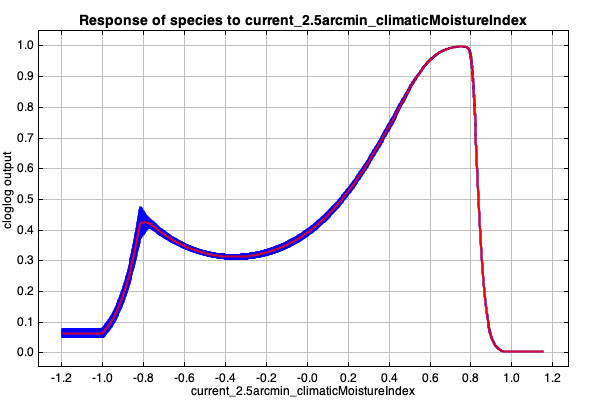 Response of species to current_2.5arcmin_climaticMoistureIndex
cloglog output
1.0
0.9
0.8
0.7
0.6
0.5
0.4
0.3
0.2
0.1
0.0
-1.2 -1.0 -0.8 -0.6 -0.4 -0.2 -0.0 0.2 0.4 0.6 0.8 1.0 1.2
current_2.5arcmin_climaticMoistureIndex